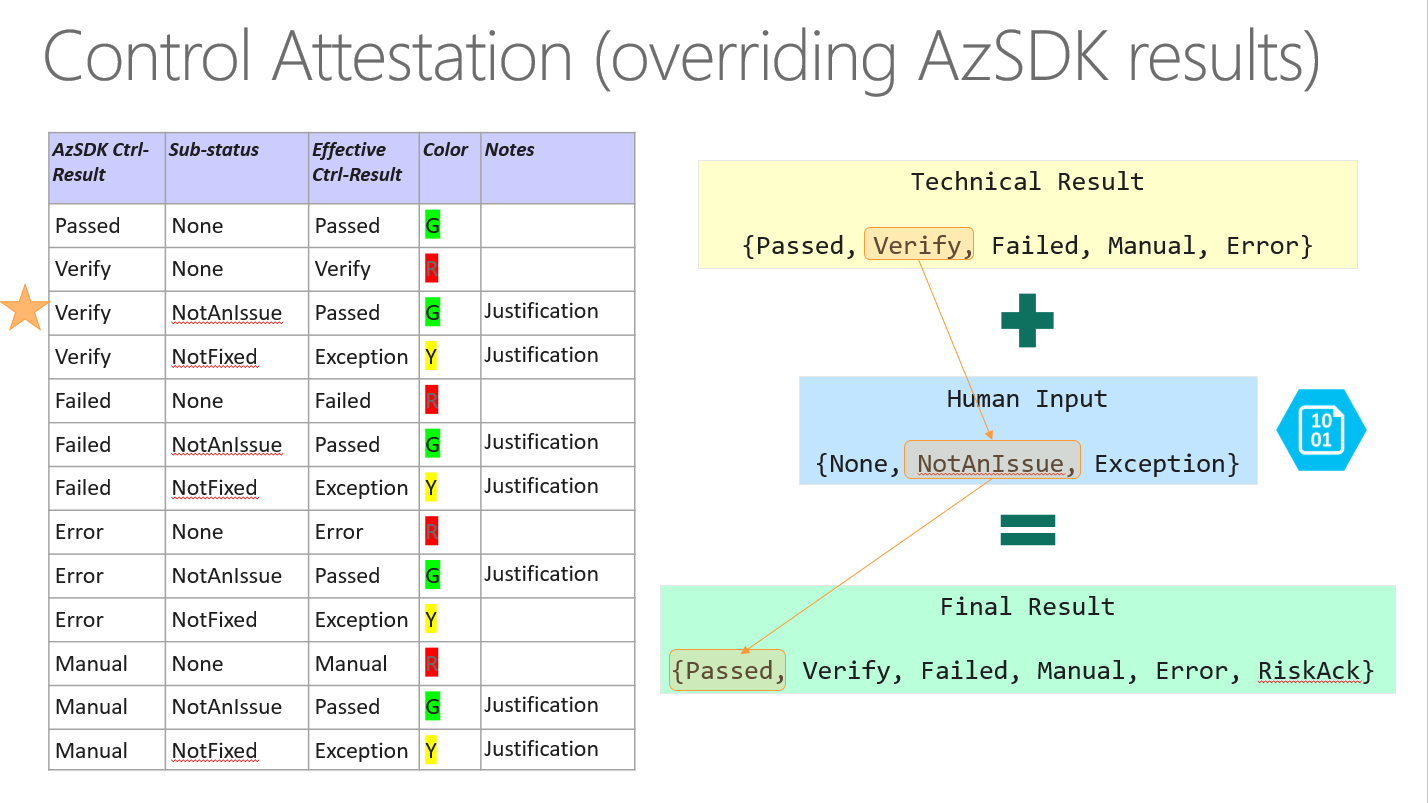 Control Attestation (overriding AzSDK results)
AzSDK Ctrl-Result Sub-status Effective Ctrl-Result Color Notes
Passed None Passed G
Verify None Verify R
Verify NotAnIssue Passed G Justification
Verify NotFixed Exception Y Justification
Failed None Failed R
Failed NotAnIssue Passed G Justification
Failed NotFixed Exception Y Justification
Error None Error R
Error NotAnIssue Passed G Justification
Error NotFixed Exception Y
Manual None Manual R
Manual NotAnIssue Passed G Justification
Manual NotFixed Exception Y Justification
Technical Result
{Passed, Verify, Failed, Manual, Error}
Human Input
{None, NotAnIssue, Exception}
10
01
Final Result
{Passed, Verify, Failed, Manual, Error, RiskAck}